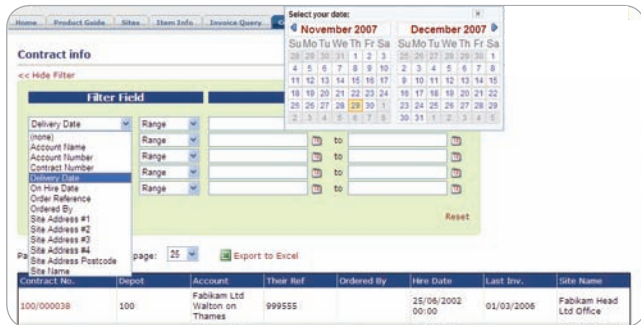 Home Product Guide Sites Item Info Invoice Query
Select your date:
November 2007 December 2007
Su Mo Tu We Th Fr Sa Su Mo Tu We Th Fr Sa
28 29 30 31 1 2 3 25 26 27 28 29 30 1
4 5 6 7 8 9 10 2 3 4 5 6 7 8
11 12 13 14 15 16 17 9 10 11 12 13 14 15
18 19 20 21 22 23 24 16 17 18 19 20 21 22
25 26 27 28 29 30 1 23 24 25 26 27 28 29
2 3 4 5 6 7 8 30 31 1 2 3 4 5
Contract info
<< Hide Filter
Filter Field
Delivery Date Range
(none)
Account Name Range to
Account Number
Contract Number Range to
Delivery Date
On Hire Date Range to
Order Reference
Ordered By
Site Address #1
Site Address #2
Site Address #3
Site Address #4
Site Address Postcode
Site Name
Reset
page: 25 Export to Excel
Contract No. Depot Account Their Ref Ordered By Hire Date Last Inv. Site Name
100/000038 100 Fabikam Ltd Walton on Thames 999555 25/06/2002 00:00 01/03/2006 Fabikam Head Ltd Office